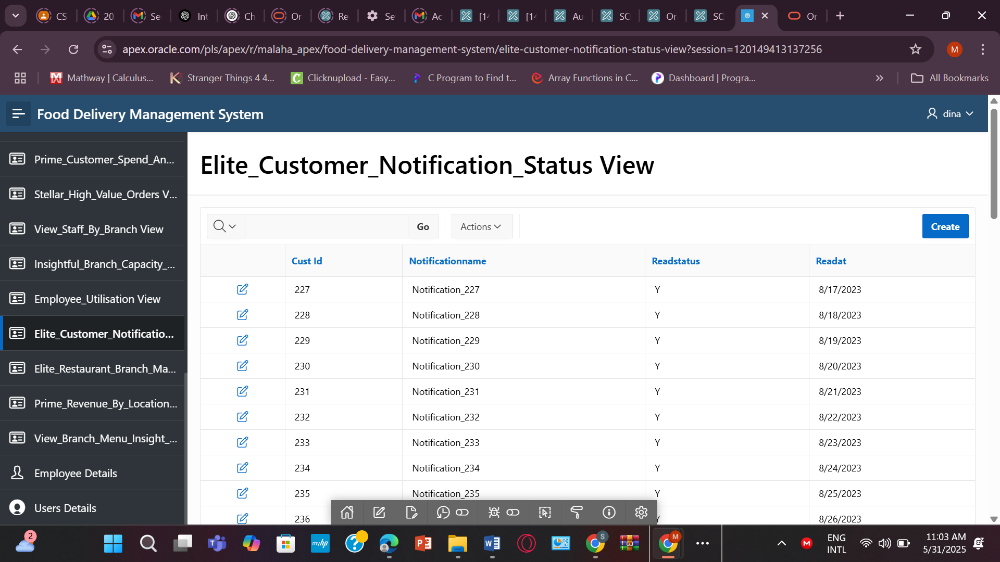 CS
20
Se
Int
Ch
Or
Re
Se
Ac
[14
[14
Au
SC
Or
SC
Or
apex.oracle.com/pls/apex/r/malaha_apex/food-delivery-management-system/elite-customer-notification-status-view?session=120149413137256
M
Mathway | Calculus...
Stranger Things 4 4...
Clicknupload - Easy...
C Program to Find t...
Array Functions in C...
Dashboard | Progra...
All Bookmarks
Food Delivery Management System
dina
Prime_Customer_Spend_An...
Stellar_High_Value_Orders V...
View_Staff_By_Branch View
Insightful_Branch_Capacity_...
Employee_Utilisation View
Elite_Customer_Notificatio...
Elite_Restaurant_Branch_Ma...
Prime_Revenue_By_Location...
View_Branch_Menu_Insight_...
Employee Details
Users Details
Elite_Customer_Notification_Status View
Go
Actions
Create
Cust Id Notificationname Readstatus Readat
227 Notification_227 Y 8/17/2023
228 Notification_228 Y 8/18/2023
229 Notification_229 Y 8/19/2023
230 Notification_230 Y 8/20/2023
231 Notification_231 Y 8/21/2023
232 Notification_232 Y 8/22/2023
233 Notification_233 Y 8/23/2023
234 Notification_234 Y 8/24/2023
235 Notification_235 Y 8/25/2023
236 Y 8/26/2023
2
myhp
S
M
ENG
INTL
11:03 AM
5/31/2025